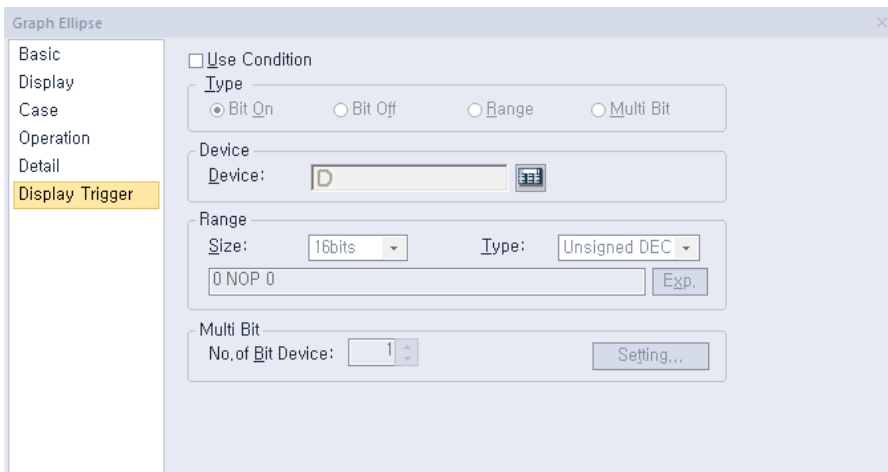 Graph Ellipse
Basic
Display
Case
Operation
Detail
Display Trigger
Use Condition
Type
Bit On
Bit Off
Range
Multi Bit
Device
Device:
D
Range
Size:
16bits
Type:
Unsigned DEC
0 NOP 0
Exp.
Multi Bit
No.of Bit Device:
1
Setting...